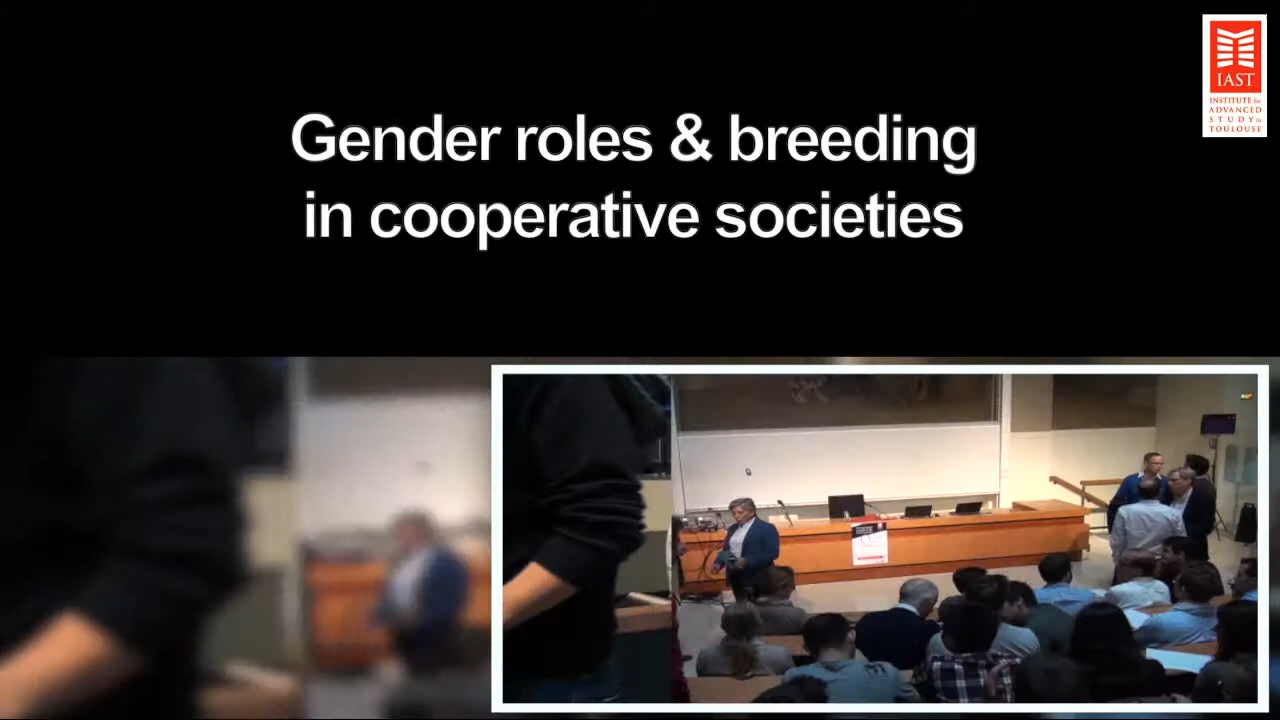 Gender roles & breeding
in cooperative societies
IAST
INSTITUTE for
ADVANCED
STUDY in
TOULOUSE